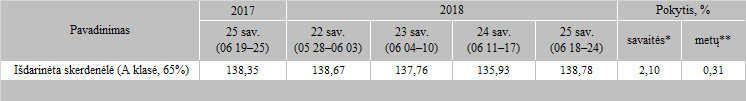 Pavadinimas 2017 2018 Pokytis, %
25 sav. (06 19–25) 22 sav. (05 28–06 03) 23 sav. (06 04–10) 24 sav. (06 11–17) 25 sav. (06 18–24) savaitės* metų**
Išdarinėta skerdenėlė (A klasė, 65%) 138,35 138,67 137,76 135,93 138,78 2,10 0,31